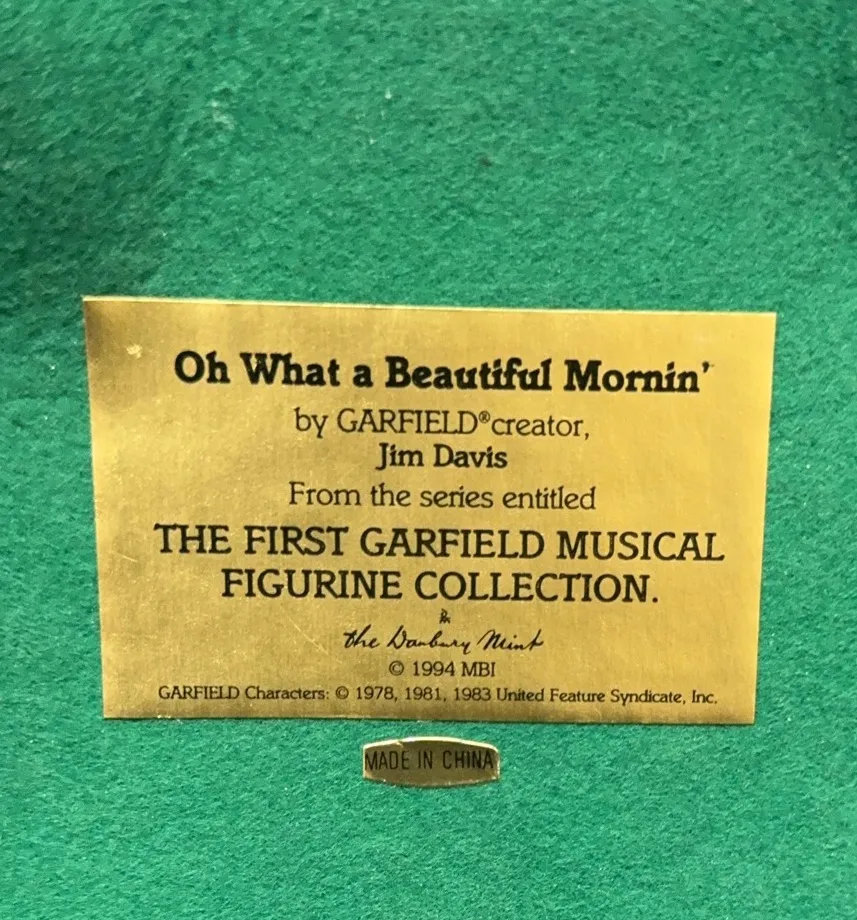 Oh What a Beautiful Mornin'
by GARFIELD® creator,
Jim Davis
From the series entitled
THE FIRST GARFIELD MUSICAL
FIGURINE COLLECTION.
The Danbury Mint
© 1994 MBI
GARFIELD Characters: © 1978, 1981, 1983 United Feature Syndicate, Inc.
MADE IN CHINA